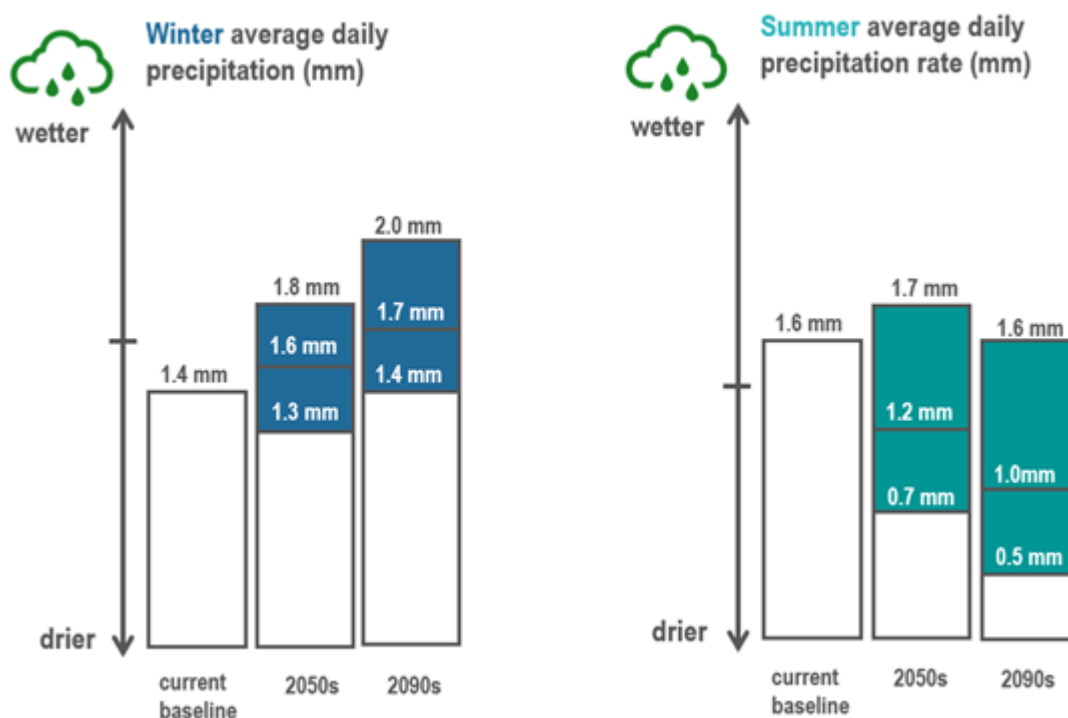 Winter average daily
precipitation (mm)
wetter
2.0 mm
1.8 mm
1.7 mm
1.6 mm
1.4 mm
1.4 mm
1.3 mm
drier
current
baseline
2050s
2090s
Summer average daily
precipitation rate (mm)
wetter
1.7 mm
1.6 mm
1.6 mm
1.2 mm
1.0mm
0.7 mm
0.5 mm
drier
current
baseline
2050s
2090s